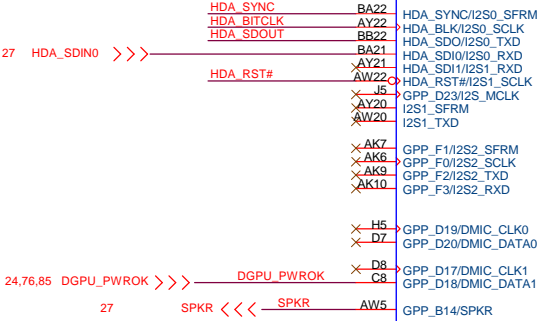 HDA_SYNC BA22 HDA_SYNC/I2S0_SFRM
HDA_BITCLK AY22 HDA_BLK/I2S0_SCLK
HDA_SDOUT BB22 HDA_SDO/I2S0_TXD
27 HDA_SDIN0 BA21 HDA_SDI0/I2S0_RXD
AY21 HDA_SDI1/I2S1_RXD
HDA_RST# AW22 HDA_RST#/I2S1_SCLK
J5 GPP_D23/I2S_MCLK
AY20 I2S1_SFRM
AW20 I2S1_TXD
AK7 GPP_F1/I2S2_SFRM
AK6 GPP_F0/I2S2_SCLK
AK9 GPP_F2/I2S2_TXD
AK10 GPP_F3/I2S2_RXD
H5 GPP_D19/DMIC_CLK0
D7 GPP_D20/DMIC_DATA0
D8 GPP_D17/DMIC_CLK1
24,76,85 DGPU_PWROK DGPU_PWROK C8 GPP_D18/DMIC_DATA1
27 SPKR SPKR AW5 GPP_B14/SPKR